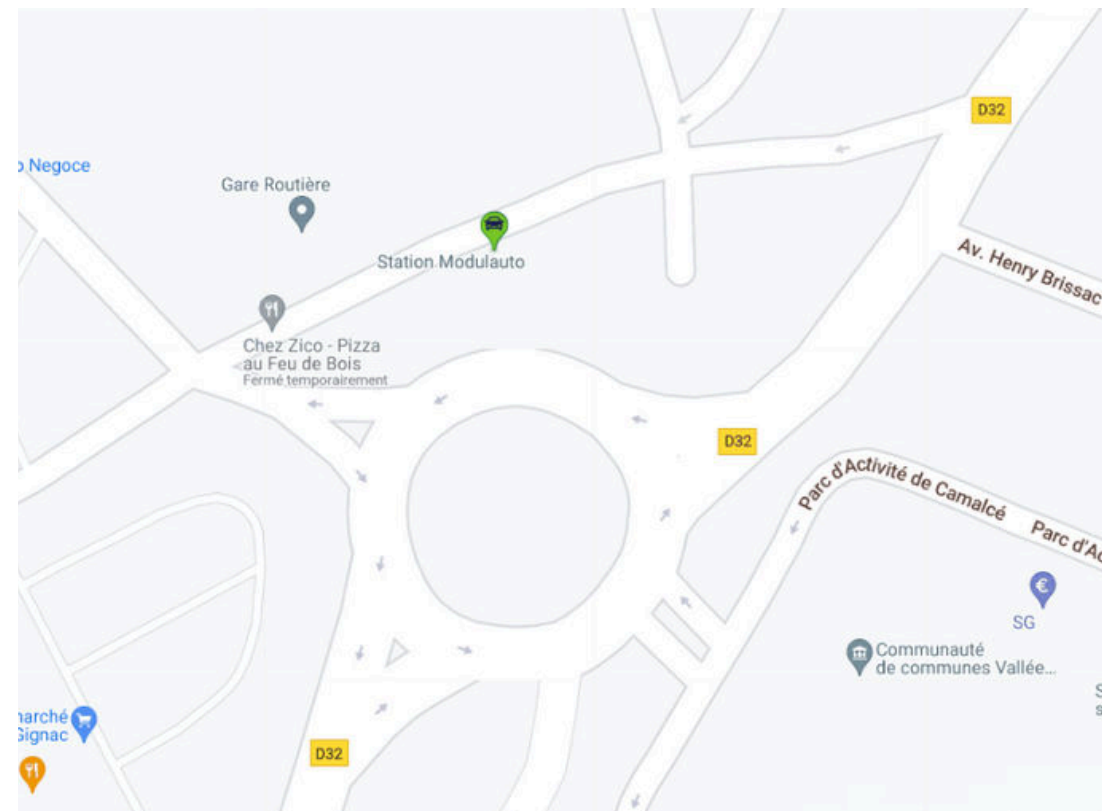 D32
o Negoce
Gare Routière
Av. Henry Brissac
Station Modulauto
Chez Zico - Pizza
au Feu de Bois
Fermé temporairement
D32
Parc d'Activité de Camalcé
Parc d'Ac
€
SG
Communauté
de communes Vallée...
S
s
narché
Gignac
D32